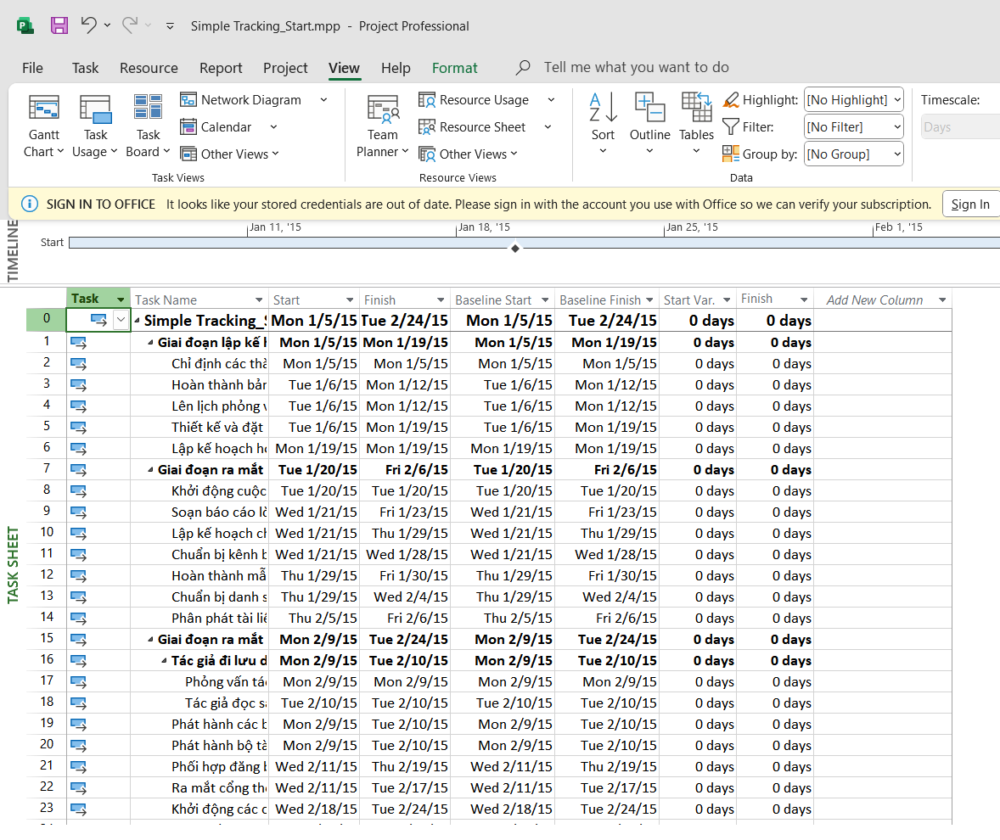 Simple Tracking_Start.mpp - Project Professional
File Task Resource Report Project View Help Format Tell me what you want to do
Network Diagram Resource Usage Highlight: [No Highlight] Timescale:
Calendar Resource Sheet Filter: [No Filter] Days
Gantt Chart Task Usage Task Board Other Views Team Planner Other Views Sort Outline Tables Group by: [No Group]
Task Views Resource Views Data
SIGN IN TO OFFICE It looks like your stored credentials are out of date. Please sign in with the account you use with Office so we can verify your subscription. Sign In
TIMELINE
Jan 11, '15 Jan 18, '15 Jan 25, '15 Feb 1, '15
Start
TASK SHEET
Task Task Name Start Finish Baseline Start Baseline Finish Start Var. Finish Add New Column
0 Simple Tracking_S Mon 1/5/15 Tue 2/24/15 Mon 1/5/15 Tue 2/24/15 0 days 0 days
1 Giai đoạn lập kế h Mon 1/5/15 Mon 1/19/15 Mon 1/5/15 Mon 1/19/15 0 days 0 days
2 Chỉ định các thà Mon 1/5/15 Mon 1/5/15 Mon 1/5/15 Mon 1/5/15 0 days 0 days
3 Hoàn thành bản Tue 1/6/15 Mon 1/12/15 Tue 1/6/15 Mon 1/12/15 0 days 0 days
4 Lên lịch phỏng v Tue 1/6/15 Mon 1/12/15 Tue 1/6/15 Mon 1/12/15 0 days 0 days
5 Thiết kế và đặt Tue 1/6/15 Mon 1/19/15 Tue 1/6/15 Mon 1/19/15 0 days 0 days
6 Lập kế hoạch họ Mon 1/19/15 Mon 1/19/15 Mon 1/19/15 Mon 1/19/15 0 days 0 days
7 Giai đoạn ra mắt Tue 1/20/15 Fri 2/6/15 Tue 1/20/15 Fri 2/6/15 0 days 0 days
8 Khởi động cuộc Tue 1/20/15 Tue 1/20/15 Tue 1/20/15 Tue 1/20/15 0 days 0 days
9 Soạn báo cáo lờ Wed 1/21/15 Fri 1/23/15 Wed 1/21/15 Fri 1/23/15 0 days 0 days
10 Lập kế hoạch ch Wed 1/21/15 Thu 1/29/15 Wed 1/21/15 Thu 1/29/15 0 days 0 days
11 Chuẩn bị kênh b Wed 1/21/15 Wed 1/28/15 Wed 1/21/15 Wed 1/28/15 0 days 0 days
12 Hoàn thành mẫ Thu 1/29/15 Fri 1/30/15 Thu 1/29/15 Fri 1/30/15 0 days 0 days
13 Chuẩn bị danh s Thu 1/29/15 Wed 2/4/15 Thu 1/29/15 Wed 2/4/15 0 days 0 days
14 Phân phát tài liệ Thu 2/5/15 Fri 2/6/15 Thu 2/5/15 Fri 2/6/15 0 days 0 days
15 Giai đoạn ra mắt Mon 2/9/15 Tue 2/24/15 Mon 2/9/15 Tue 2/24/15 0 days 0 days
16 Tác giả đi lưu d Mon 2/9/15 Tue 2/10/15 Mon 2/9/15 Tue 2/10/15 0 days 0 days
17 Phỏng vấn tác Mon 2/9/15 Mon 2/9/15 Mon 2/9/15 Mon 2/9/15 0 days 0 days
18 Tác giả đọc sá Tue 2/10/15 Tue 2/10/15 Tue 2/10/15 Tue 2/10/15 0 days 0 days
19 Phát hành các b Mon 2/9/15 Tue 2/10/15 Mon 2/9/15 Tue 2/10/15 0 days 0 days
20 Phát hành bộ tà Mon 2/9/15 Tue 2/10/15 Mon 2/9/15 Tue 2/10/15 0 days 0 days
21 Phối hợp đăng b Wed 2/11/15 Thu 2/19/15 Wed 2/11/15 Thu 2/19/15 0 days 0 days
22 Ra mắt cổng thô Wed 2/11/15 Tue 2/17/15 Wed 2/11/15 Tue 2/17/15 0 days 0 days
23 Khởi động các c Wed 2/18/15 Tue 2/24/15 Wed 2/18/15 Tue 2/24/15 0 days 0 days